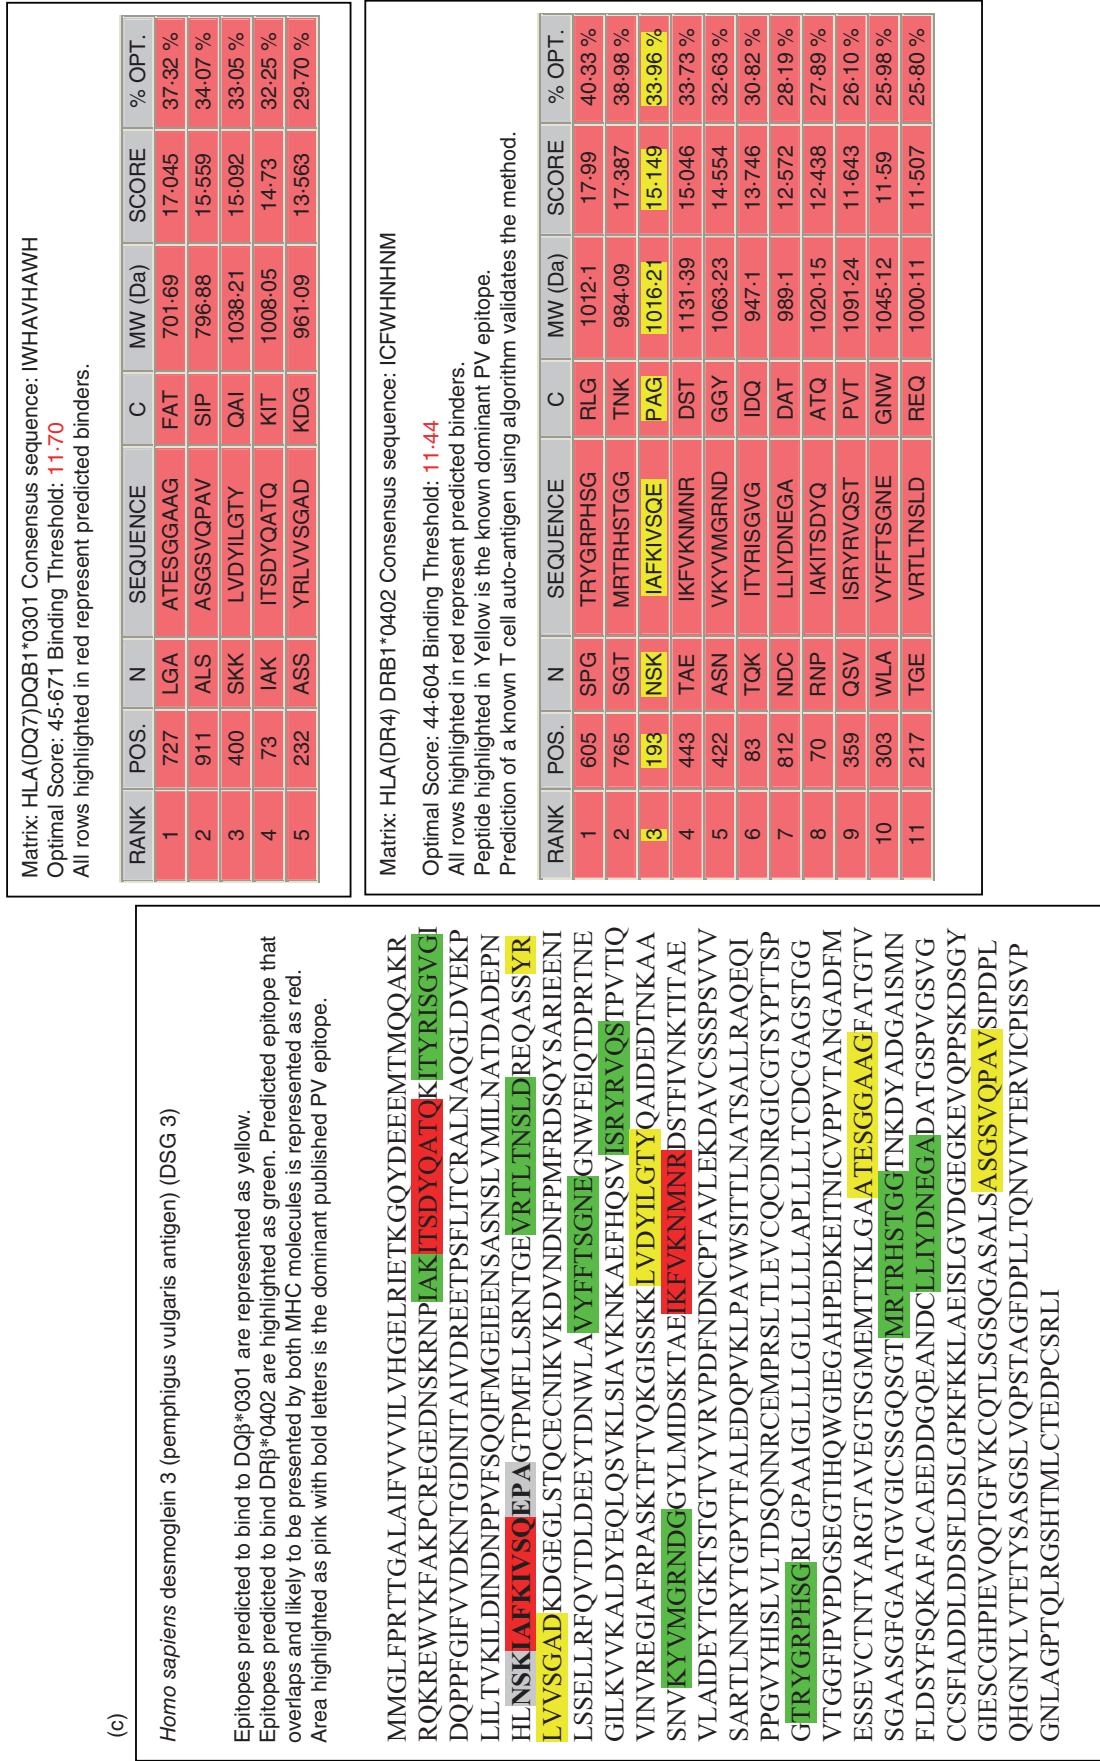 (c)
Homo sapiens desmoglein 3 (pemphigus vulgaris antigen) (DSG 3)
Epitopes predicted to bind to DQβ*0301 are represented as yellow.
Epitopes predicted to bind DRβ*0402 are highlighted as green. Predicted epitope that
overlaps and likely to be presented by both MHC molecules is represented as red.
Area highlighted as pink with bold letters is the dominant published PV epitope.
MMGLFPRTTGALAIFVVVILVHGELRIETKGQYDEEEMTMQQAKR
RQKREWVKFAKPCREGEDNSKRNPIAKITSDYQATQKITYRISGVGI
DQPPFGIFVVDKNTGDINITAIVDREETPSFLITCRALNAQGLDVEKP
LILTVKILDINDNPPVFSQQIFMGEIEENSASNSLVMILNATDADEPN
HLNSKIAFKIVSQEPAGTPMFLLSRNTGEVRTLTNSLDREQASSYR
LVVSGADKDGEGLSTQCECNIKVKDVNDNFPMFRDSQYSARIEENI
LSSELLRFQVTDLDEEYTDNWLAVYFFTSGNEGNWFEIQTDPRTNE
GILKVVKALDYEQLQSVKLSIAVKNKAEFHQSVISRYRVQSTPVTIQ
VINVREGIAFRPASKTFTVQKGISSKKLVDYILGTYQAIDEDTNKAA
SNVKYVMGRNDGGYLMIDSKTAEIKFVKNMNRDSTFIVNKTITAE
VLAIDEYTGKTSTGTVYVRVPDFNDNCPTAVLEKDAVCSSSPSVVV
SARTLNNRYTGPYTFALEDQPVKLPAVWSITTLNATSALLRAQEQI
PPGVYHISLVLTDSQNNRCEMPRSLTLEVCQCDNRGICGTSYPTTSP
GTRYGRPHSGRLGPAAIGLLLLGLLLLLLAPLLLLTCDCGAGSTGG
VTGGFIPVPDGSEGTIHQWGIEGAHPEDKEITNICVPPVTANGADFM
ESSEVCTNTYARGTAVEGTSGMEMTTKLGAATESGGAAGFATGTV
SGAASGFGAATGVGICSSGQSGTMRTRHSTGGTNKDYADGAISMN
FLDSYFSQKAFACAEEDDGQEANDCLLIYDNEGADATGSPVGSVG
CCSFIADDLDDSFLDSLGPKFKKLAEISLGVDGEGKEVQPPSKDSGY
GIESCGHPIEVQQTGFVKCQTLSGSQGASALSASGSVQPAVSIPDPL
QHGNYLVTETYSASGSLVQPSTAGFDPLLTQNVIVTERVICPISSVP
GNLAGPTQLRGSHTMLCTEDPCSRLI
Matrix: HLA(DQ7)DQB1*0301 Consensus sequence: IWHAVHAWH
Optimal Score: 45·671 Binding Threshold: 11·70
All rows highlighted in red represent predicted binders.
RANK POS. N SEQUENCE C MW (Da) SCORE % OPT.
1 727 LGA ATESGGAAG FAT 701·69 17·045 37·32 %
2 911 ALS ASGSVQPAV SIP 796·88 15·559 34·07 %
3 400 SKK LVDYILGTY QAI 1038·21 15·092 33·05 %
4 73 IAK ITSDYQATQ KIT 1008·05 14·73 32·25 %
5 232 ASS YRLVVSGAD KDG 961·09 13·563 29·70 %
Matrix: HLA(DR4) DRB1*0402 Consensus sequence: ICFWHNHNM
Optimal Score: 44·604 Binding Threshold: 11·44
All rows highlighted in red represent predicted binders.
Peptide highlighted in Yellow is the known dominant PV epitope.
Prediction of a known T cell auto-antigen using algorithm validates the method.
RANK POS. N SEQUENCE C MW (Da) SCORE % OPT.
1 605 SPG TRYGRPHSG RLG 1012·1 17·99 40·33 %
2 765 SGT MRTRHSTGG TNK 984·09 17·387 38·98 %
3 193 NSK IAFKIVSQE PAG 1016·21 15·149 33·96 %
4 443 TAE IKFVKNMNR DST 1131·39 15·046 33·73 %
5 422 ASN VKYVMGRND GGY 1063·23 14·554 32·63 %
6 83 TQK ITYRISGVG IDQ 947·1 13·746 30·82 %
7 812 NDC LLIYDNEGA DAT 989·1 12·572 28·19 %
8 70 RNP IAKITSDYQ ATQ 1020·15 12·438 27·89 %
9 359 QSV ISRYRVQST PVT 1091·24 11·643 26·10 %
10 303 WLA VYFFTSGNE GNW 1045·12 11·59 25·98 %
11 217 TGE VRTLTNSLD REQ 1000·11 11·507 25·80 %